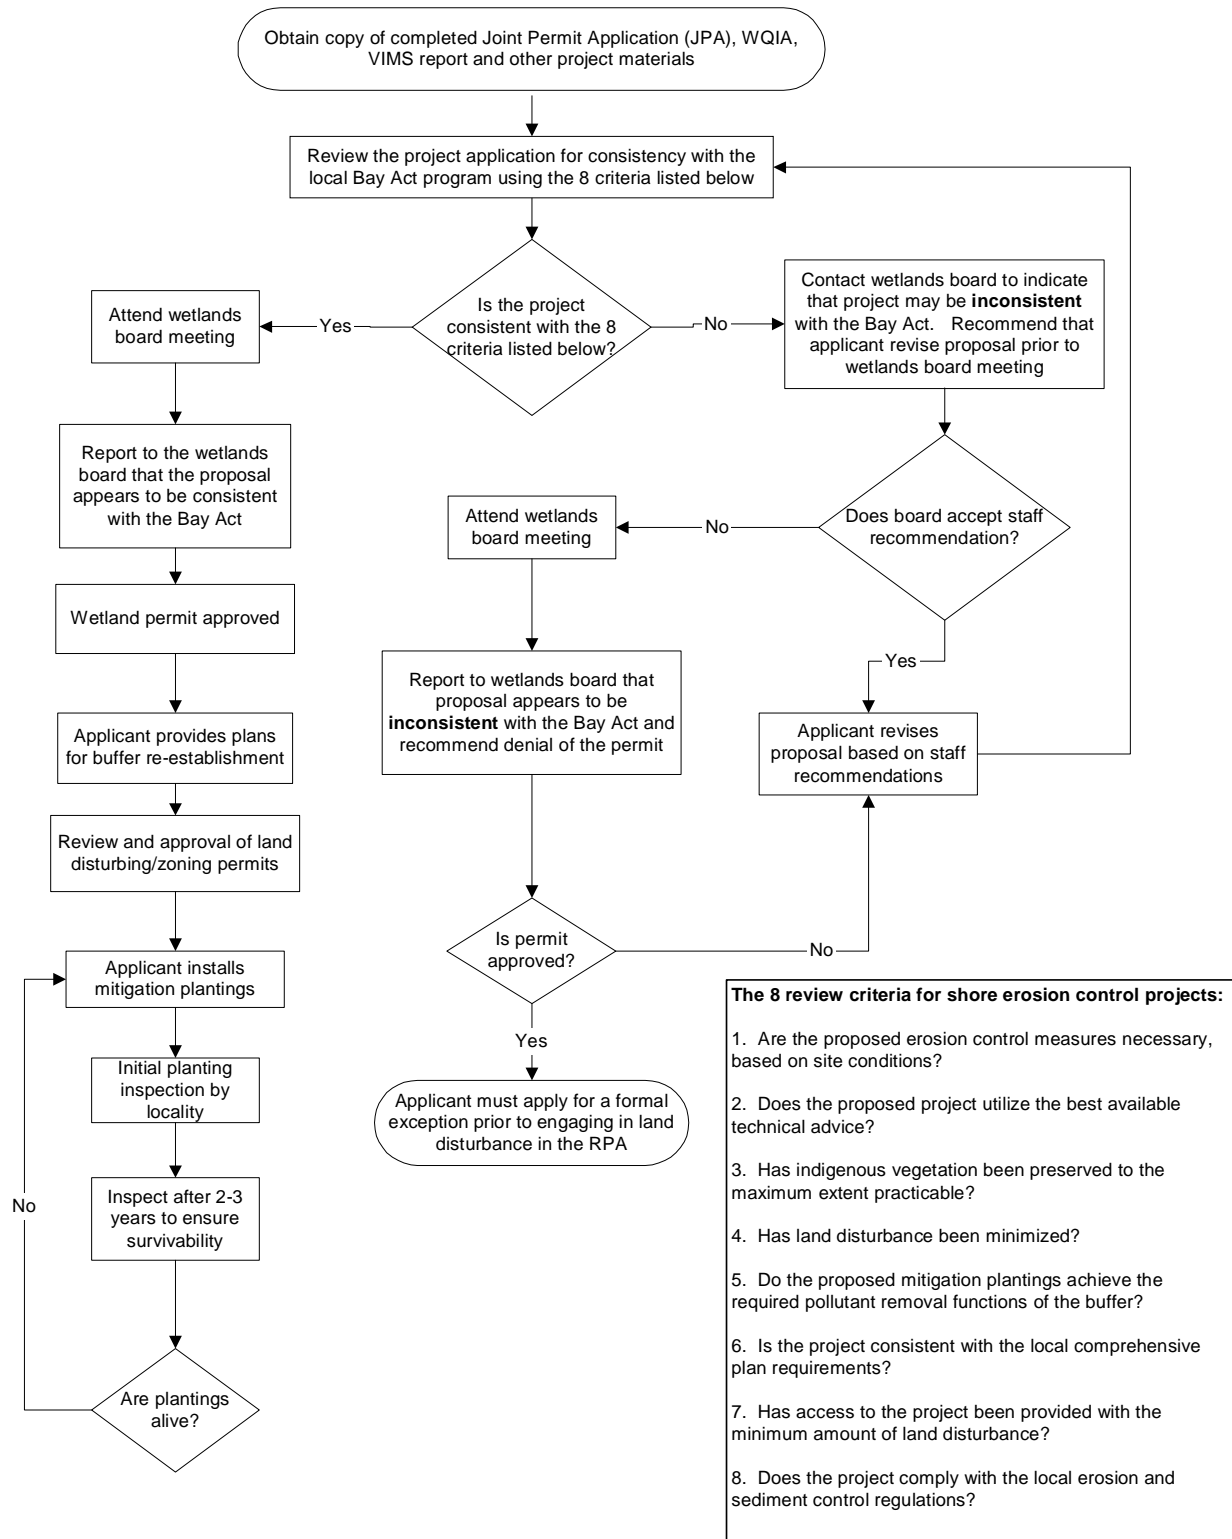 Obtain copy of completed Joint Permit Application (JPA), WQIA,
VIMS report and other project materials
Review the project application for consistency with the
local Bay Act program using the 8 criteria listed below
Is the project
consistent with the 8
criteria listed below?
Yes
No
Attend wetlands
board meeting
Contact wetlands board to indicate
that project may be inconsistent
with the Bay Act. Recommend that
applicant revise proposal prior to
wetlands board meeting
Report to the wetlands
board that the proposal
appears to be consistent
with the Bay Act
Does board accept staff
recommendation?
No
Attend wetlands
board meeting
Yes
Wetland permit approved
Report to wetlands board that
proposal appears to be
inconsistent with the Bay Act and
recommend denial of the permit
Applicant revises
proposal based on staff
recommendations
Applicant provides plans
for buffer re-establishment
Review and approval of land
disturbing/zoning permits
Is permit
approved?
No
Yes
Applicant must apply for a formal
exception prior to engaging in land
disturbance in the RPA
Applicant installs
mitigation plantings
Initial planting
inspection by
locality
Inspect after 2-3
years to ensure
survivability
No
Are plantings
alive?
The 8 review criteria for shore erosion control projects:
1. Are the proposed erosion control measures necessary,
based on site conditions?
2. Does the proposed project utilize the best available
technical advice?
3. Has indigenous vegetation been preserved to the
maximum extent practicable?
4. Has land disturbance been minimized?
5. Do the proposed mitigation plantings achieve the
required pollutant removal functions of the buffer?
6. Is the project consistent with the local comprehensive
plan requirements?
7. Has access to the project been provided with the
minimum amount of land disturbance?
8. Does the project comply with the local erosion and
sediment control regulations?